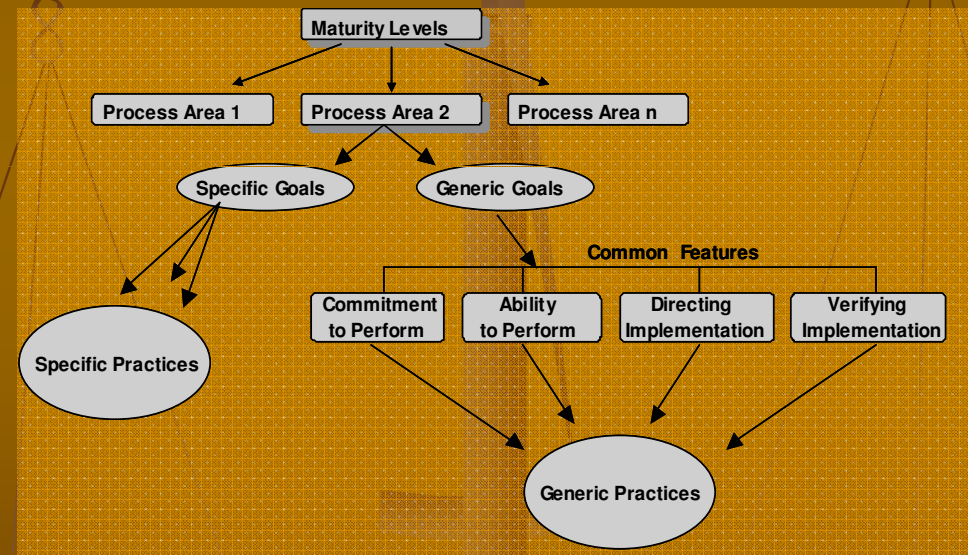 Maturity Levels
Process Area 1
Process Area 2
Process Area n
Specific Goals
Generic Goals
Common Features
Commitment
to Perform
Ability
to Perform
Directing
Implementation
Verifying
Implementation
Specific Practices
Generic Practices